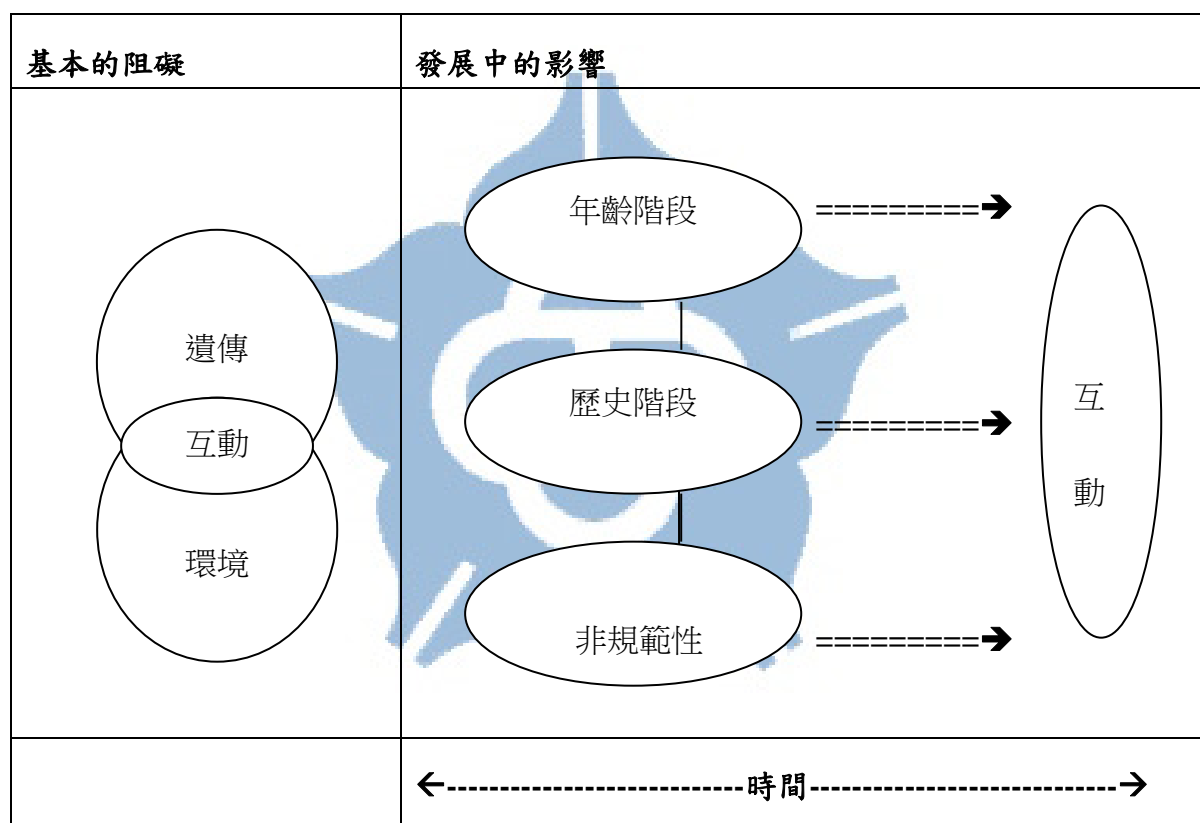 基本的阻礙
發展中的影響
遺傳
互動
環境
年齡階段
歷史階段
非規範性
互
動
時間